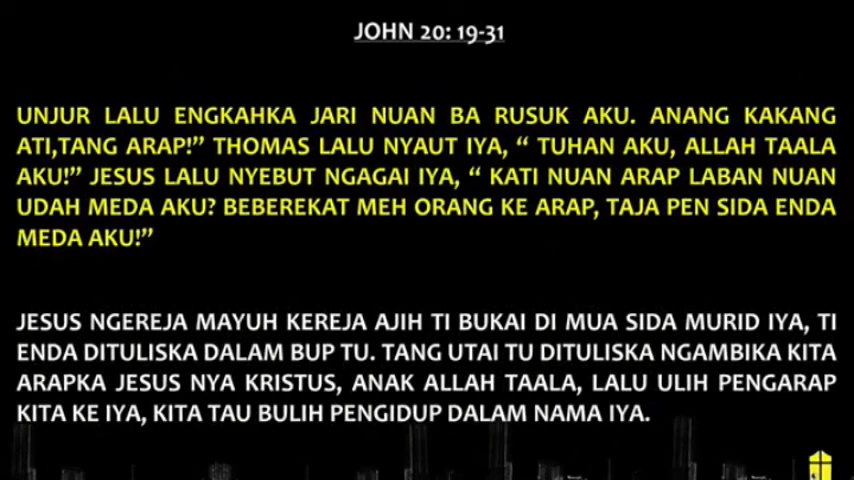 JOHN 20: 19-31
UNJUR LALU ENGKAHKA JARI NUAN BA RUSUK AKU. ANANG KAKANG
ATI,TANG ARAP!” THOMAS LALU NYAUT IYA, “ TUHAN AKU, ALLAH TAALA
AKU!” JESUS LALU NYEBUT NGAGAI IYA, “ KATI NUAN ARAP LABAN NUAN
UDAH MEDA AKU? BEBEREKAT MEH ORANG KE ARAP, TAJA PEN SIDA ENDA
MEDA AKU!”
JESUS NGEREJA MAYUH KEREJA AJIH TI BUKAI DI MUA SIDA MURID IYA, TI
ENDA DITULISKA DALAM BUP TU. TANG UTAI TU DITULISKA NGAMBIKA KITA
ARAPKA JESUS NYA KRISTUS, ANAK ALLAH TAALA, LALU ULIH PENGARAP
KITA KE IYA, KITA TAU BULIH PENGIDUP DALAM NAMA IYA.